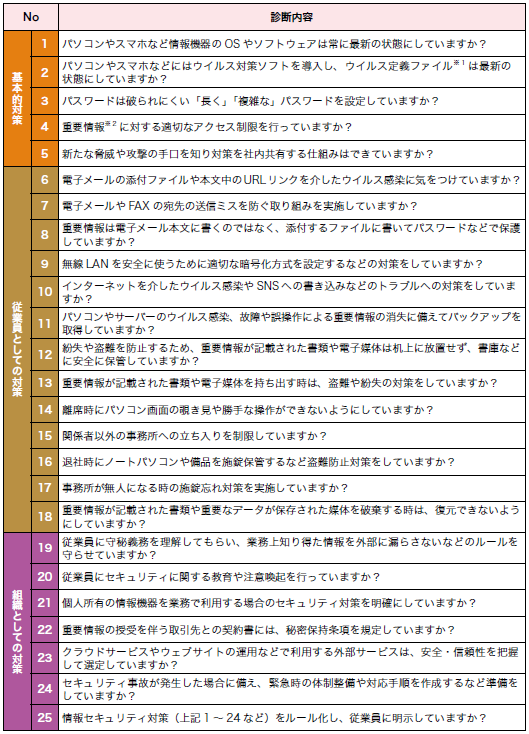 No 診断内容
基本的対策
1 パソコンやスマホなど情報機器の OS やソフトウェアは常に最新の状態にしていますか？
2 パソコンやスマホなどにはウイルス対策ソフトを導入し、ウイルス定義ファイル※1 は最新の
状態にしていますか？
3 パスワードは破られにくい「長く」「複雑な」パスワードを設定していますか？
4 重要情報※2 に対する適切なアクセス制限を行っていますか？
5 新たな脅威や攻撃の手口を知り対策を社内共有する仕組みはできていますか？
従業員としての対策
6 電子メールの添付ファイルや本文中のURLリンクを介したウイルス感染に気をつけていますか？
7 電子メールや FAX の宛先の送信ミスを防ぐ取り組みを実施していますか？
8 重要情報は電子メール本文に書くのではなく、添付するファイルに書いてパスワードなどで保護
していますか？
9 無線 LAN を安全に使うために適切な暗号化方式を設定するなどの対策をしていますか？
10 インターネットを介したウイルス感染や SNS への書き込みなどのトラブルへの対策をしていま
すか？
11 パソコンやサーバーのウイルス感染、故障や誤操作による重要情報の消失に備えてバックアップを
取得していますか？
12 紛失や盗難を防止するため、重要情報が記載された書類や電子媒体は机上に放置せず、書庫などに
安全に保管していますか？
13 重要情報が記載された書類や電子媒体を持ち出す時は、盗難や紛失の対策をしていますか？
14 離席時にパソコン画面の覗き見や勝手な操作ができないようにしていますか？
15 関係者以外の事務所への立ち入りを制限していますか？
16 退社時にノートパソコンや備品を施錠保管するなど盗難防止対策をしていますか？
17 事務所が無人になる時の施錠忘れ対策を実施していますか？
18 重要情報が記載された書類や重要なデータが保存された媒体を破棄する時は、復元できないよう
にしていますか？
組織としての対策
19 従業員に守秘義務を理解してもらい、業務上知り得た情報を外部に漏らさないなどのルールを
守らせていますか？
20 従業員にセキュリティに関する教育や注意喚起を行っていますか？
21 個人所有の情報機器を業務で利用する場合のセキュリティ対策を明確にしていますか？
22 重要情報の授受を伴う取引先との契約書には、秘密保持条項を規定していますか？
23 クラウドサービスやウェブサイトの運用などで利用する外部サービスは、安全・信頼性を把握
して選定していますか？
24 セキュリティ事故が発生した場合に備え、緊急時の体制整備や対応手順を作成するなど準備を
していますか？
25 情報セキュリティ対策（上記 1 ～ 24 など）をルール化し、従業員に明示していますか？